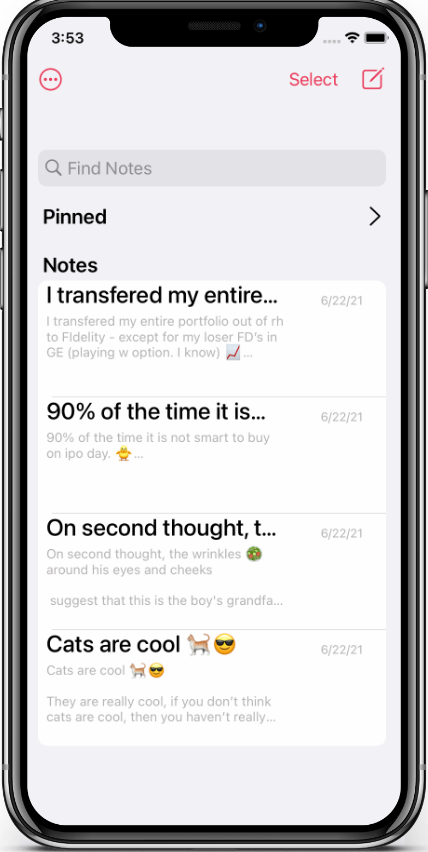 3:53
Select
Find Notes
Pinned
Notes
I transfered my entire...
6/22/21
I transfered my entire portfolio out of rh
to FIdelity - except for my loser FD's in
GE (playing w option. I know) 📈 ...
90% of the time it is...
6/22/21
90% of the time it is not smart to buy
on ipo day. 🐥 ...
On second thought, t...
6/22/21
On second thought, the wrinkles 🥗
around his eyes and cheeks
suggest that this is the boy's grandfa...
Cats are cool 🐈😎
6/22/21
Cats are cool 🐈😎
They are really cool, if you don't think
cats are cool, then you haven't really...